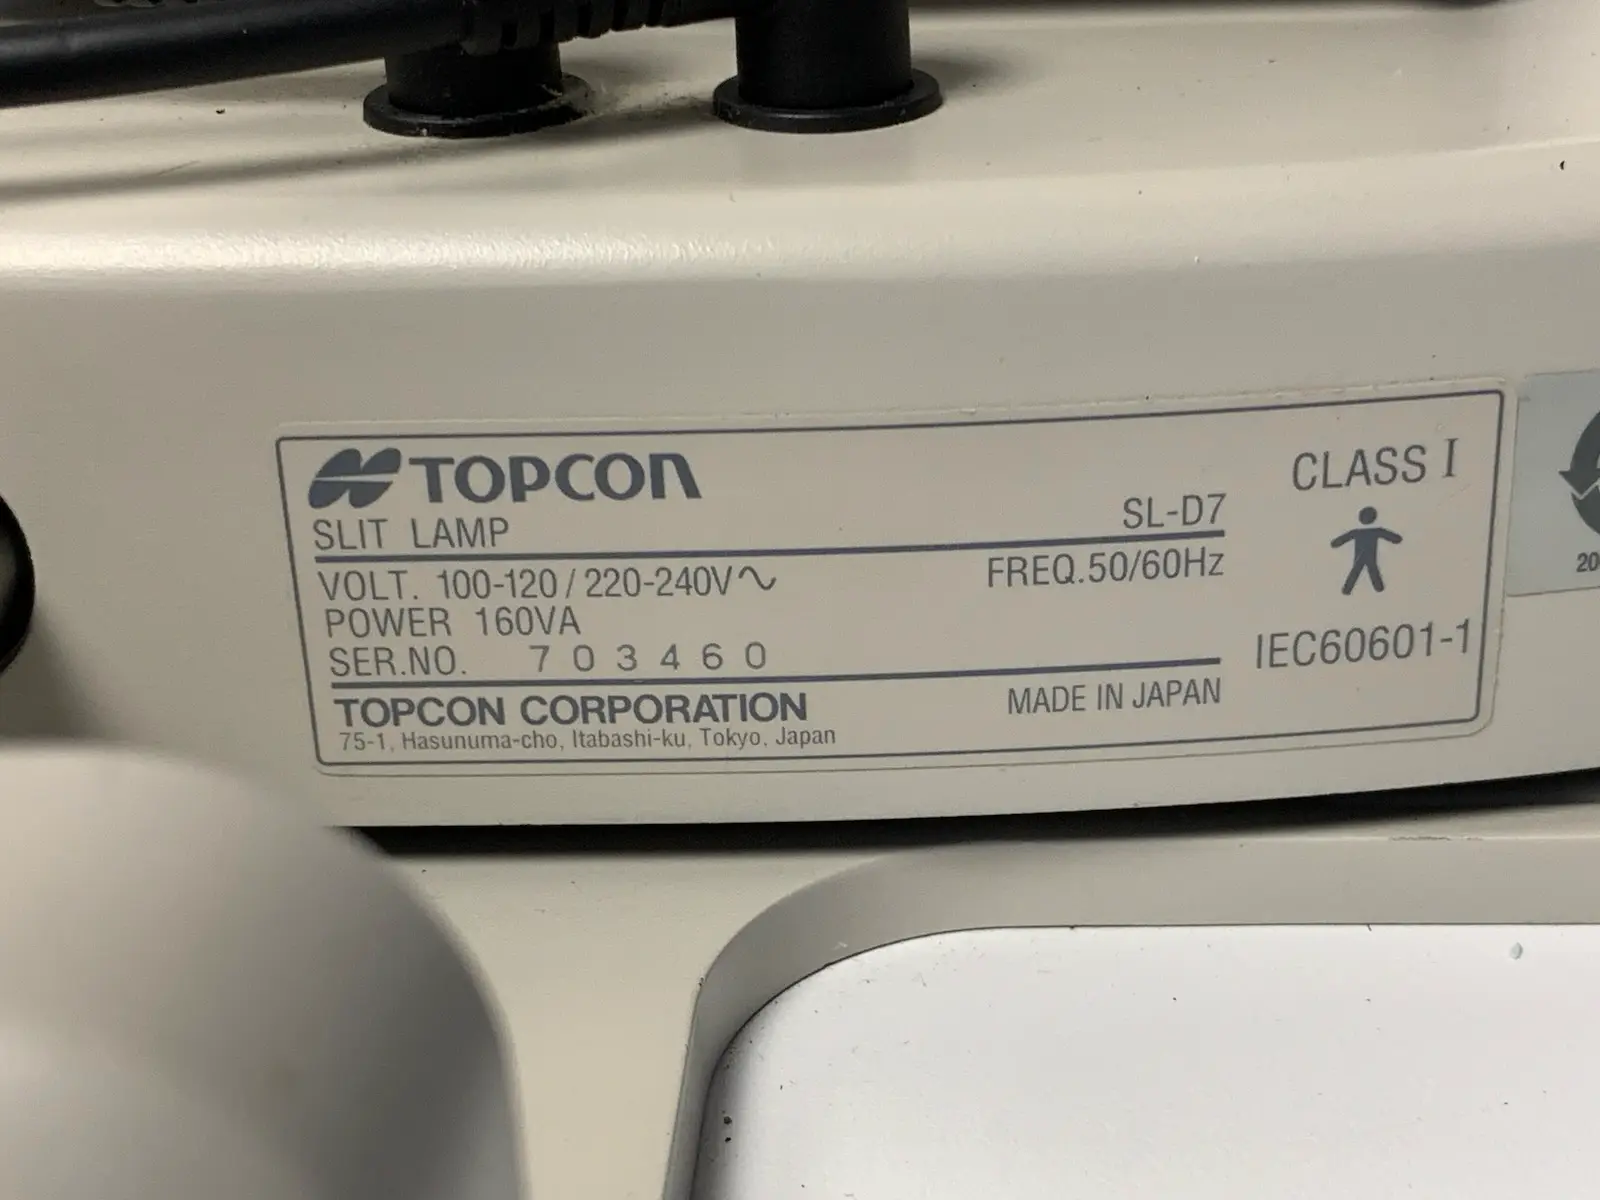 TOPCON
SLIT LAMP SL-D7
VOLT. 100-120 / 220-240V∿ FREQ.50/60Hz
POWER 160VA
SER.NO. 703460
TOPCON CORPORATION MADE IN JAPAN
75-1, Hasunuma-cho, Itabashi-ku, Tokyo, Japan
CLASS I
IEC60601-1